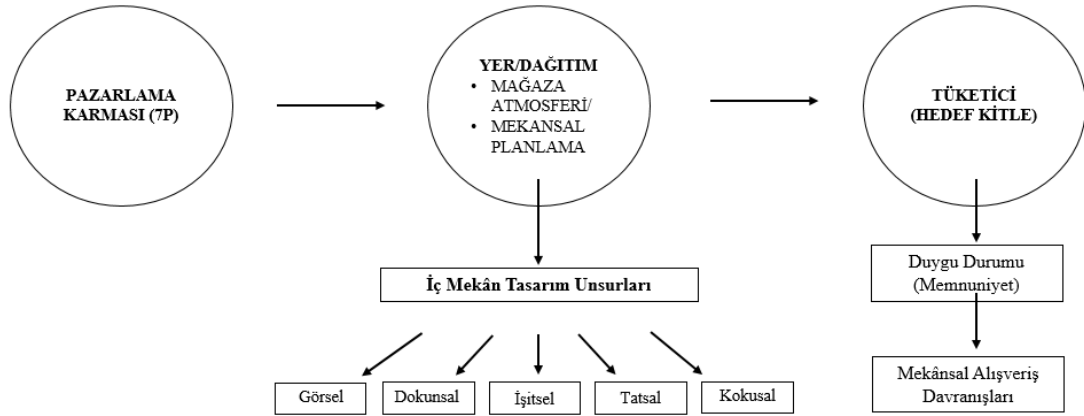 PAZARLAMA
KARMASI (7P)
YER/DAĞITIM
• MAĞAZA
ATMOSFERİ/
• MEKANSAL
PLANLAMA
TÜKETİCİ
(HEDEF KİTLE)
İç Mekân Tasarım Unsurları
Görsel
Dokunsal
İşitsel
Tatsal
Kokusal
Duygu Durumu
(Memnuniyet)
Mekânsal Alışveriş
Davranışları